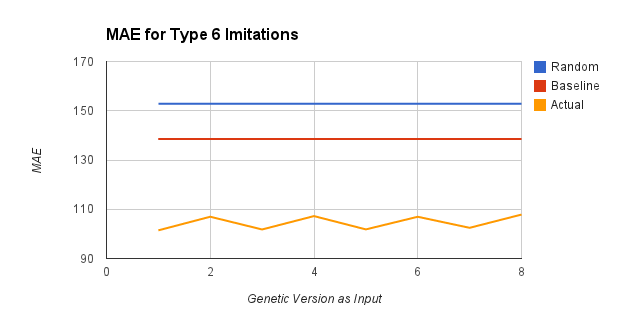 MAE for Type 6 Imitations
170
150
130
110
90
MAE
0
2
4
6
8
Genetic Version as Input
Random
Baseline
Actual